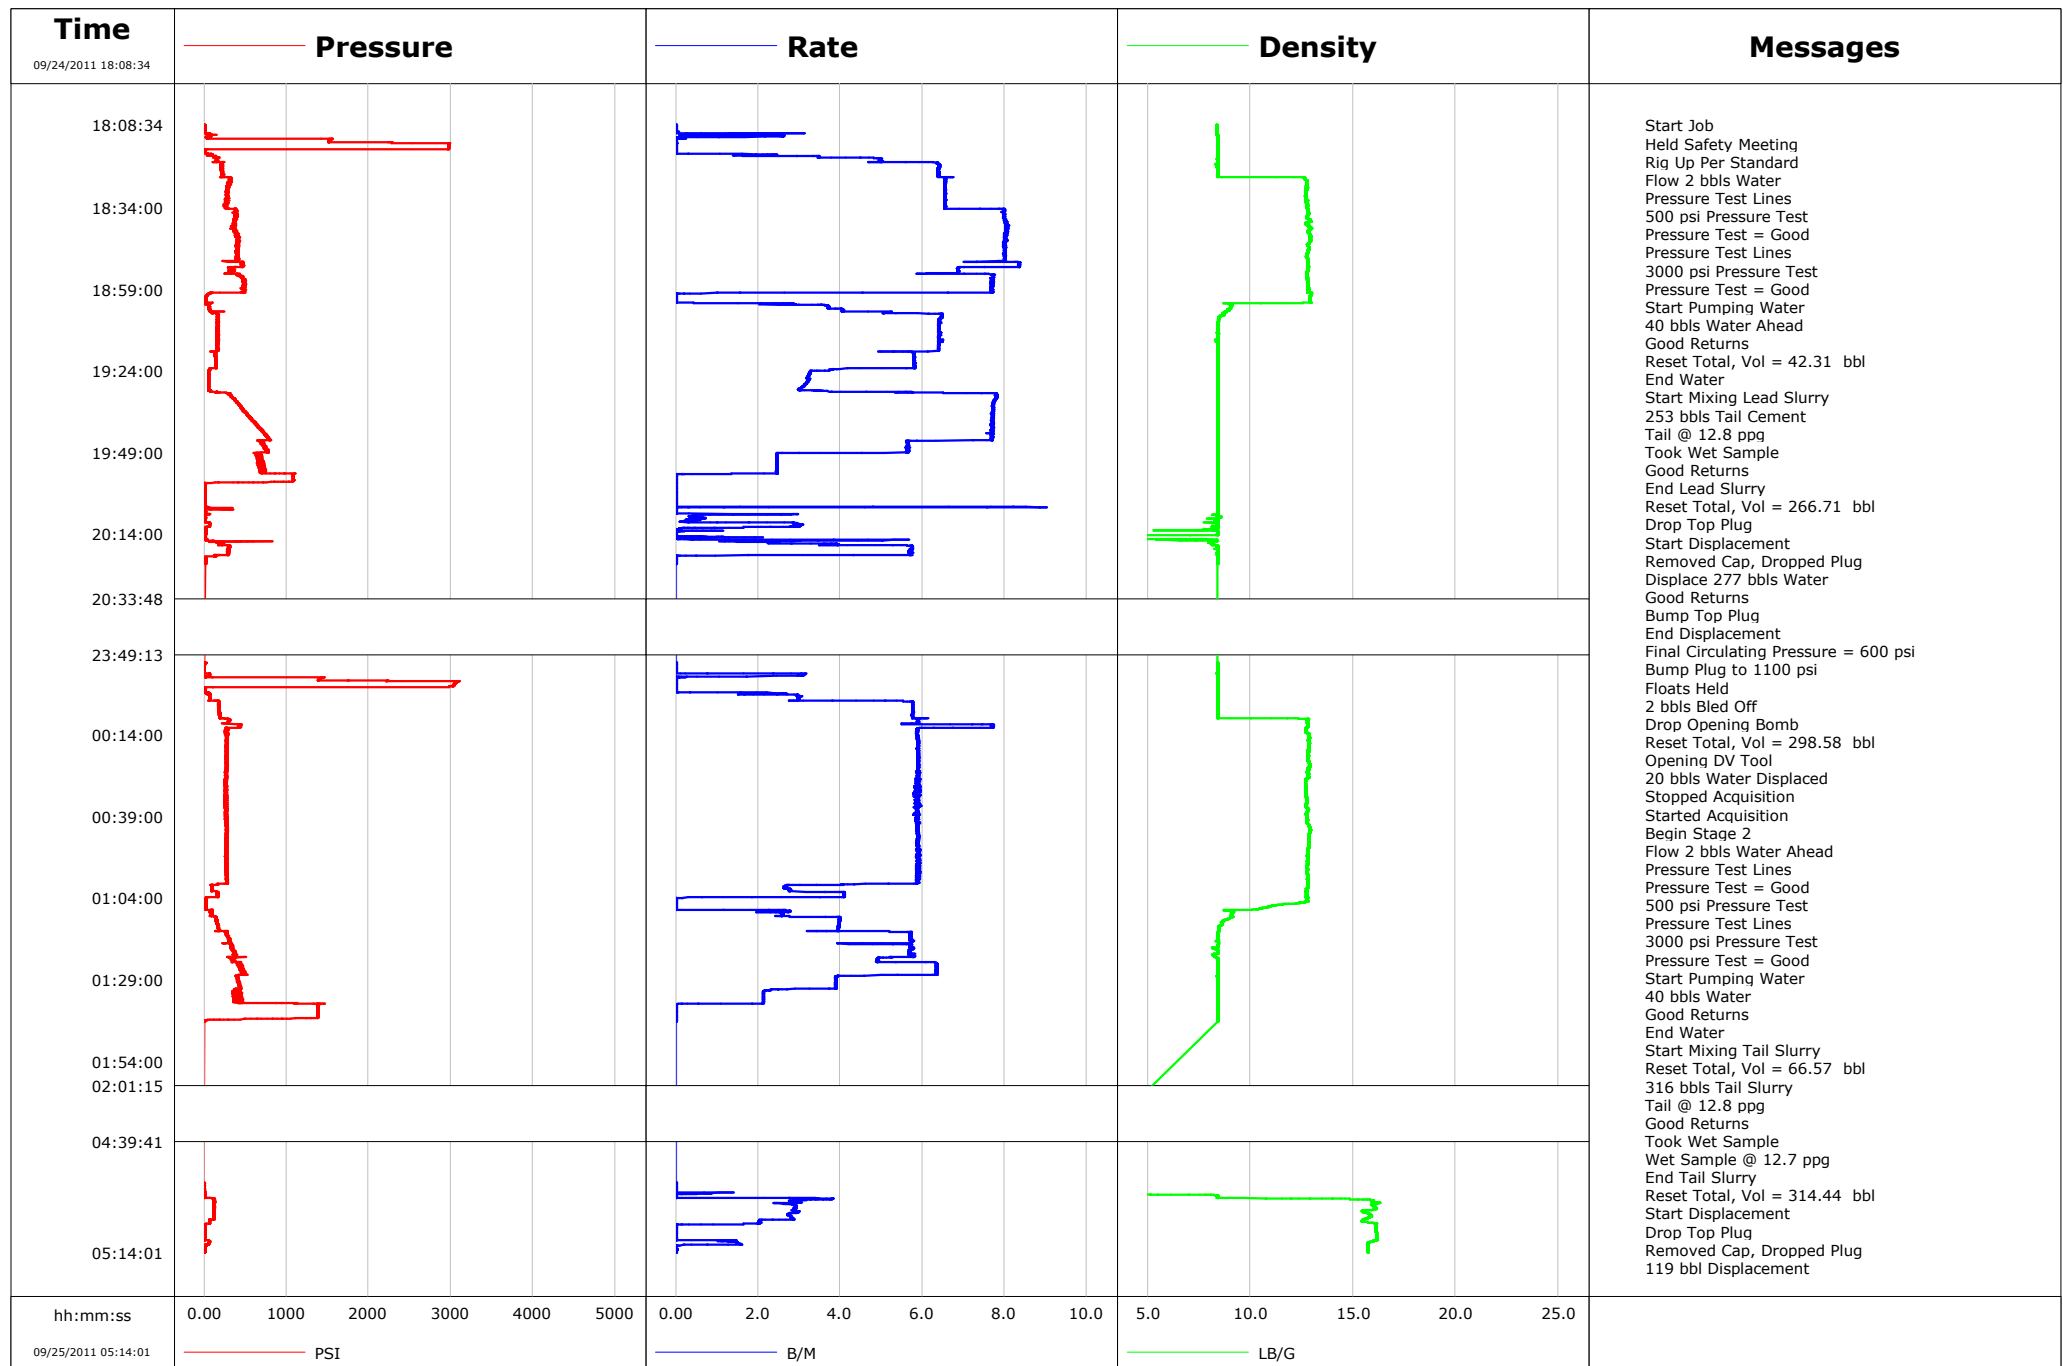 Time
09/24/2011 18:08:34
Pressure
Rate
Density
Messages
18:08:34
18:34:00
18:59:00
19:24:00
19:49:00
20:14:00
20:33:48
23:49:13
00:14:00
00:39:00
01:04:00
01:29:00
01:54:00
02:01:15
04:39:41
05:14:01
Start Job
Held Safety Meeting
Rig Up Per Standard
Flow 2 bbls Water
Pressure Test Lines
500 psi Pressure Test
Pressure Test = Good
Pressure Test Lines
3000 psi Pressure Test
Pressure Test = Good
Start Pumping Water
40 bbls Water Ahead
Good Returns
Reset Total, Vol = 42.31 bbl
End Water
Start Mixing Lead Slurry
253 bbls Tail Cement
Tail @ 12.8 ppg
Took Wet Sample
Good Returns
End Lead Slurry
Reset Total, Vol = 266.71 bbl
Drop Top Plug
Start Displacement
Removed Cap, Dropped Plug
Displace 277 bbls Water
Good Returns
Bump Top Plug
End Displacement
Final Circulating Pressure = 600 psi
Bump Plug to 1100 psi
Floats Held
2 bbls Bled Off
Drop Opening Bomb
Reset Total, Vol = 298.58 bbl
Opening DV Tool
20 bbls Water Displaced
Stopped Acquisition
Started Acquisition
Begin Stage 2
Flow 2 bbls Water Ahead
Pressure Test Lines
Pressure Test = Good
500 psi Pressure Test
Pressure Test Lines
3000 psi Pressure Test
Pressure Test = Good
Start Pumping Water
40 bbls Water
Good Returns
End Water
Start Mixing Tail Slurry
Reset Total, Vol = 66.57 bbl
316 bbls Tail Slurry
Tail @ 12.8 ppg
Good Returns
Took Wet Sample
Wet Sample @ 12.7 ppg
End Tail Slurry
Reset Total, Vol = 314.44 bbl
Start Displacement
Drop Top Plug
Removed Cap, Dropped Plug
119 bbl Displacement
hh:mm:ss
09/25/2011 05:14:01
0.00 1000 2000 3000 4000 5000
PSI
0.00 2.0 4.0 6.0 8.0 10.0
B/M
5.0 10.0 15.0 20.0 25.0
LB/G